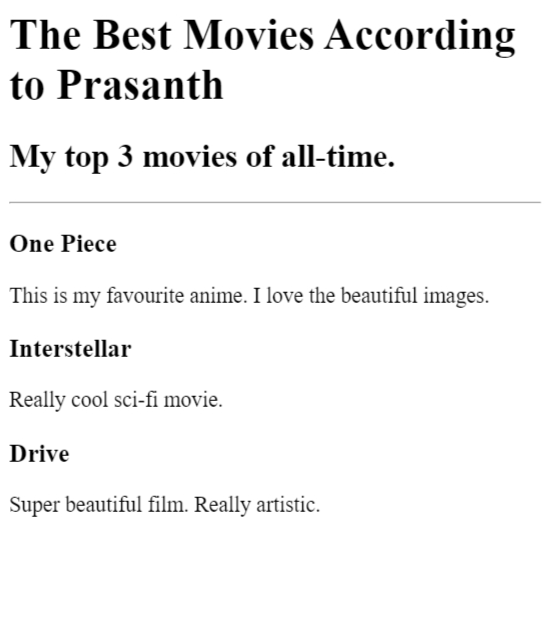 The Best Movies According
to Prasanth
My top 3 movies of all-time.
One Piece
This is my favourite anime. I love the beautiful images.
Interstellar
Really cool sci-fi movie.
Drive
Super beautiful film. Really artistic.